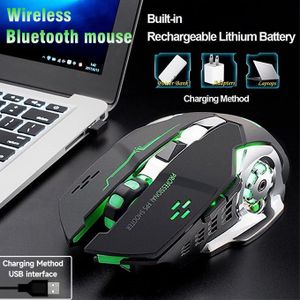 Wireless
Bluetooth mouse
Built-in
Rechargeable Lithium Battery
Power Bank
Adapters
Laptops
Charging Method
PROFESSIONAL FPS SHOOTER
Charging Method
USB interface